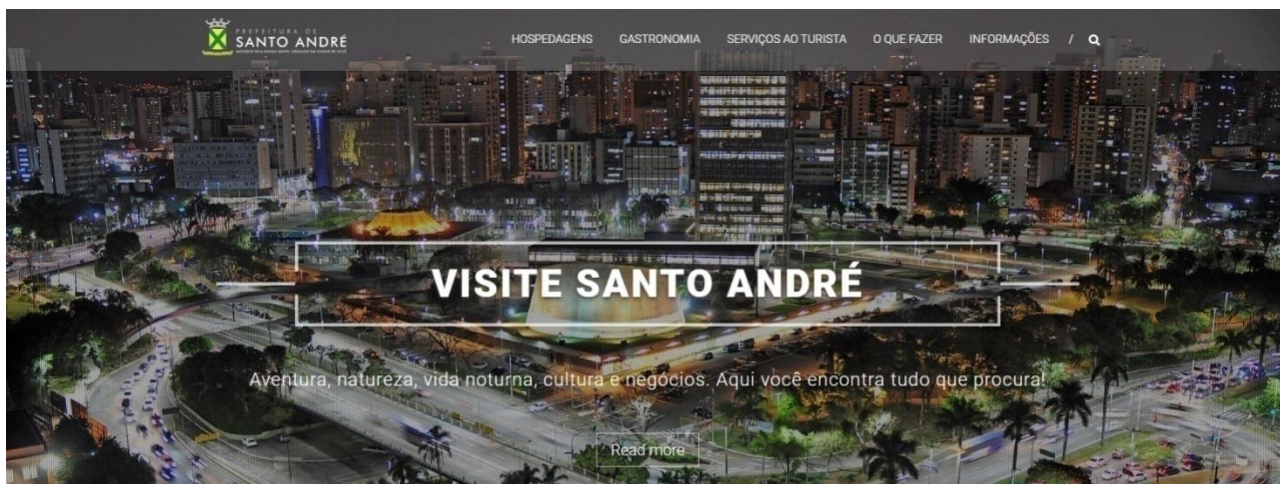 PREFEITURA DE
SANTO ANDRÉ
HOSPEDAGENS GASTRONOMIA SERVIÇOS AO TURISTA O QUE FAZER INFORMAÇÕES /
VISITE SANTO ANDRÉ
Aventura, natureza, vida noturna, cultura e negócios. Aqui você encontra tudo que procura!
Read more